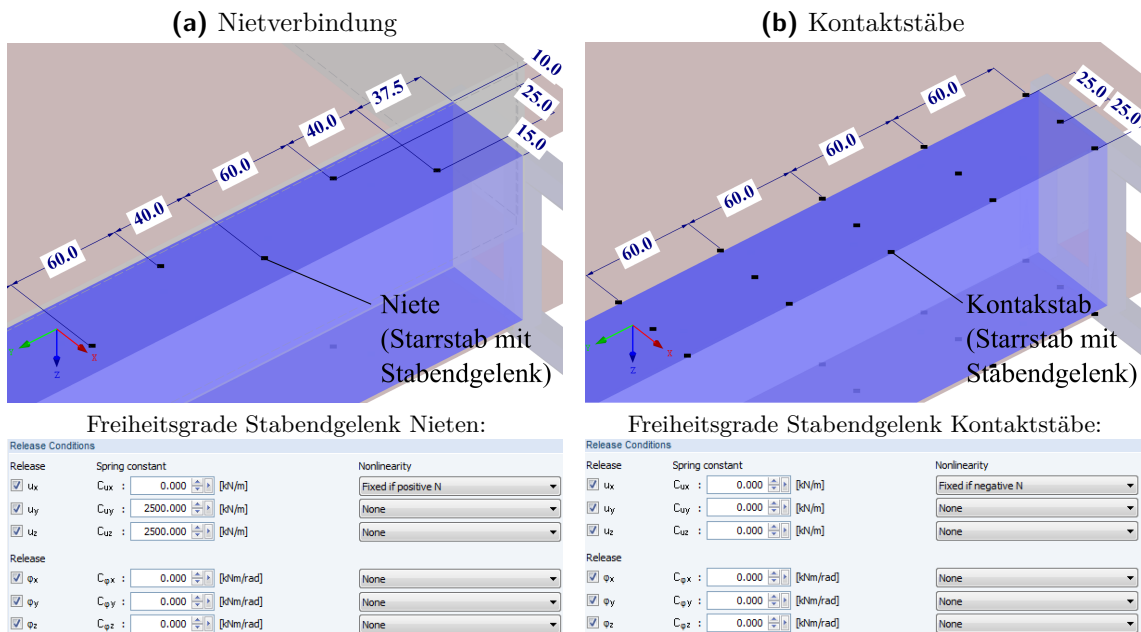 (a) Nietverbindung
10.0
37.5
25.0
40.0
15.0
60.0
40.0
60.0
Niete
(Starrstab mit
Stabendgelenk)
x
z
Freiheitsgrade Stabendgelenk Nieten:
Release Conditions
Release Spring constant Nonlinearity
ux Cux : 0.000 [kN/m] Fixed if positive N
uy Cuy : 2500.000 [kN/m] None
uz Cuz : 2500.000 [kN/m] None
Release
φx Cφx : 0.000 [kNm/rad] None
φy Cφy : 0.000 [kNm/rad] None
φz Cφz : 0.000 [kNm/rad] None
(b) Kontaktstäbe
60.0
25.0
25.0
60.0
60.0
60.0
Kontakstab
(Starrstab mit
Stabendgelenk)
x
z
Freiheitsgrade Stabendgelenk Kontaktstäbe:
Release Conditions
Release Spring constant Nonlinearity
ux Cux : 0.000 [kN/m] Fixed if negative N
uy Cuy : 0.000 [kN/m] None
uz Cuz : 0.000 [kN/m] None
Release
φx Cφx : 0.000 [kNm/rad] None
φy Cφy : 0.000 [kNm/rad] None
φz Cφz : 0.000 [kNm/rad] None